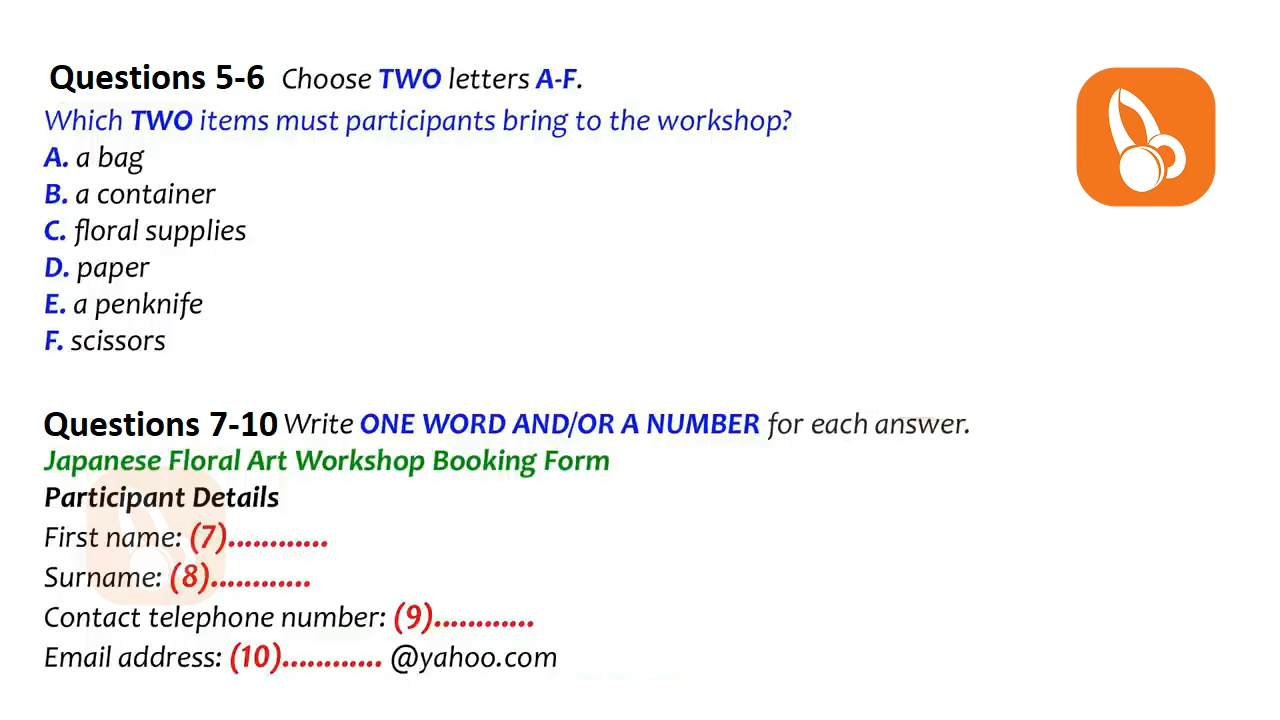 Questions 5-6 Choose TWO letters A-F.
Which TWO items must participants bring to the workshop?
A. a bag
B. a container
C. floral supplies
D. paper
E. a penknife
F. scissors
Questions 7-10 Write ONE WORD AND/OR A NUMBER for each answer.
Japanese Floral Art Workshop Booking Form
Participant Details
First name: (7)............
Surname: (8)............
Contact telephone number: (9)............
Email address: (10)............ @yahoo.com